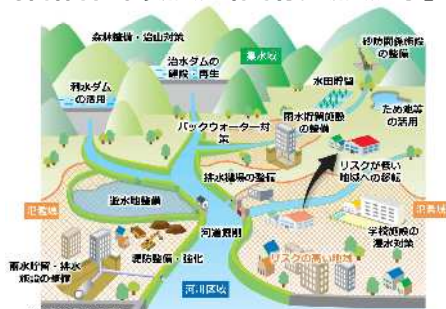 森林整備・治山対策
砂防関係施設
の整備
治水ダムの
建設・再生
集水域
水田貯留
利水ダム
の活用
ため池等
の活用
雨水貯留施設
の整備
バックウォーター対
策
リスクが低い
地域への移転
排水機場の整備
遊水地整備
氾濫域
氾濫域
河道掘削
学校施設の
浸水対策
堤防整備・強化
リスクの高い地域
雨水貯留・排水
施設の整備
河川区域